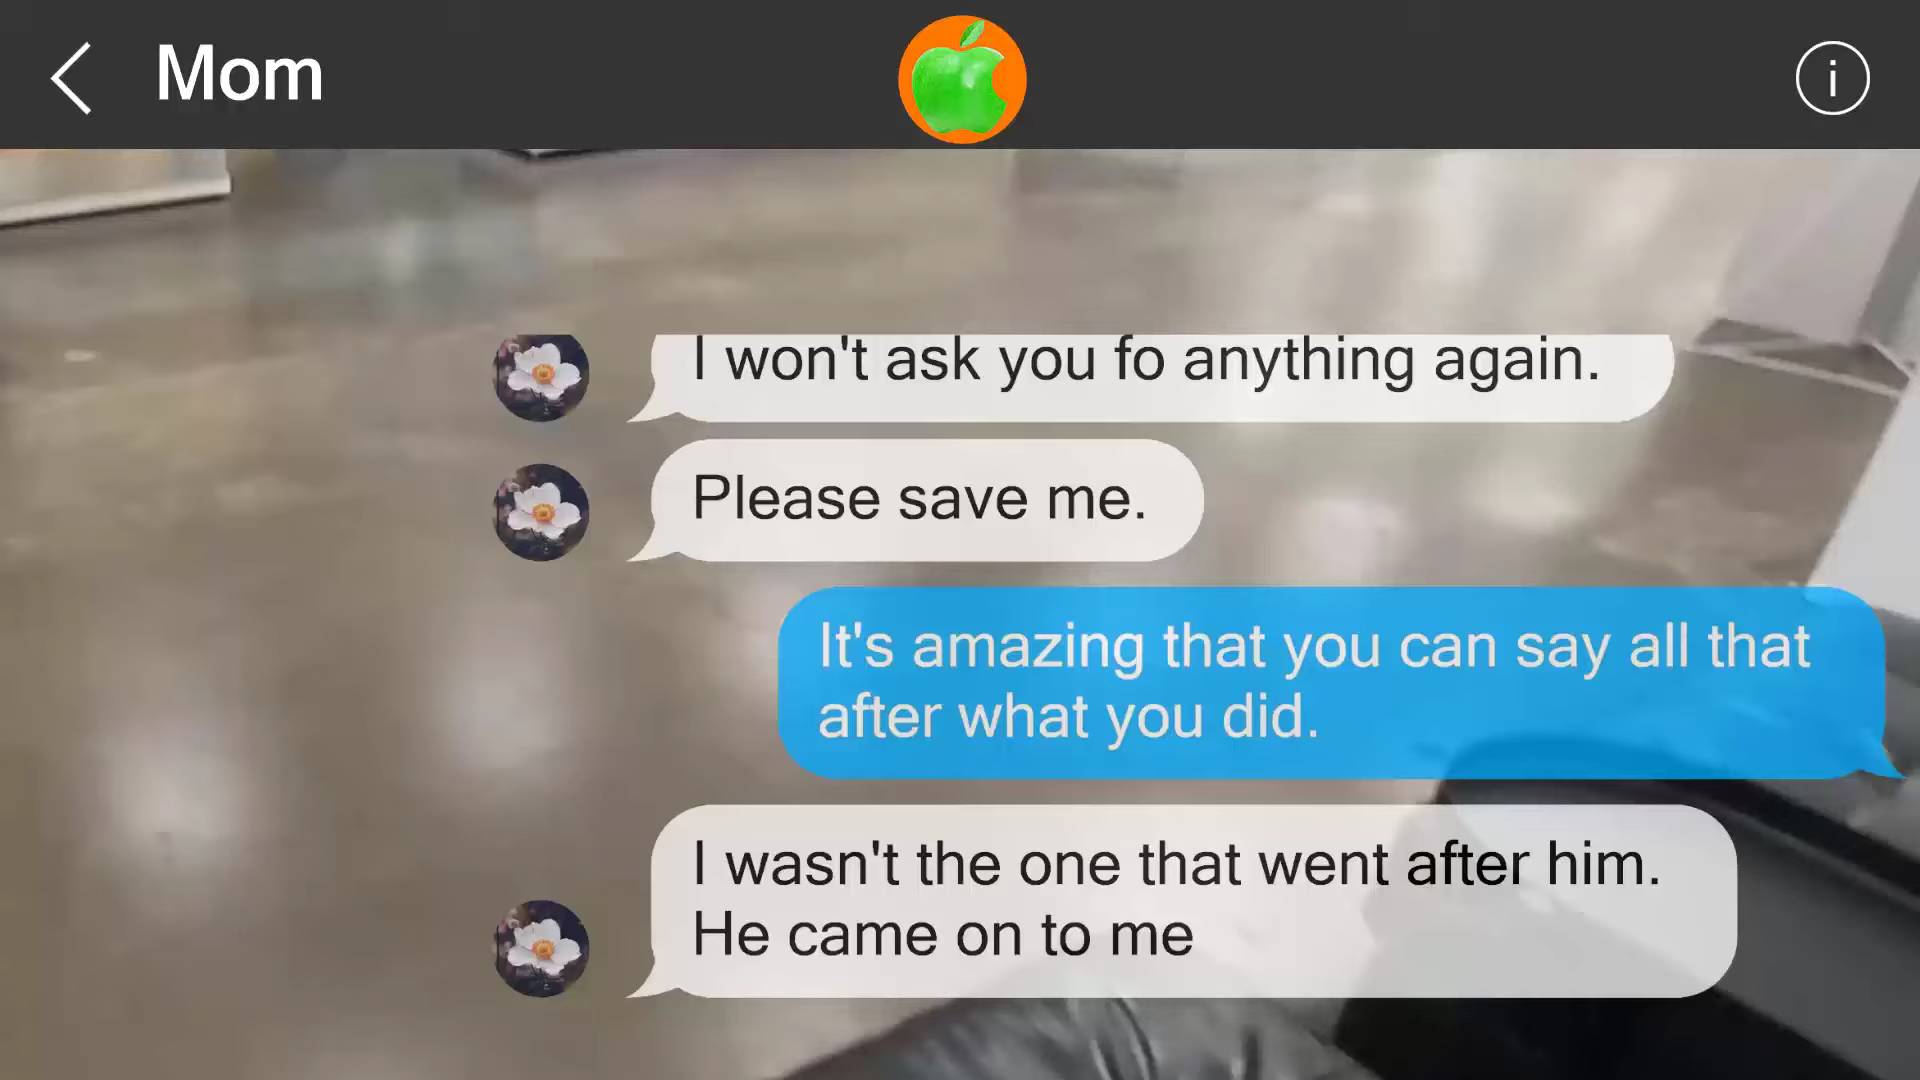 Mom
i
I won't ask you fo anything again.
Please save me.
It's amazing that you can say all that
after what you did.
I wasn't the one that went after him.
He came on to me